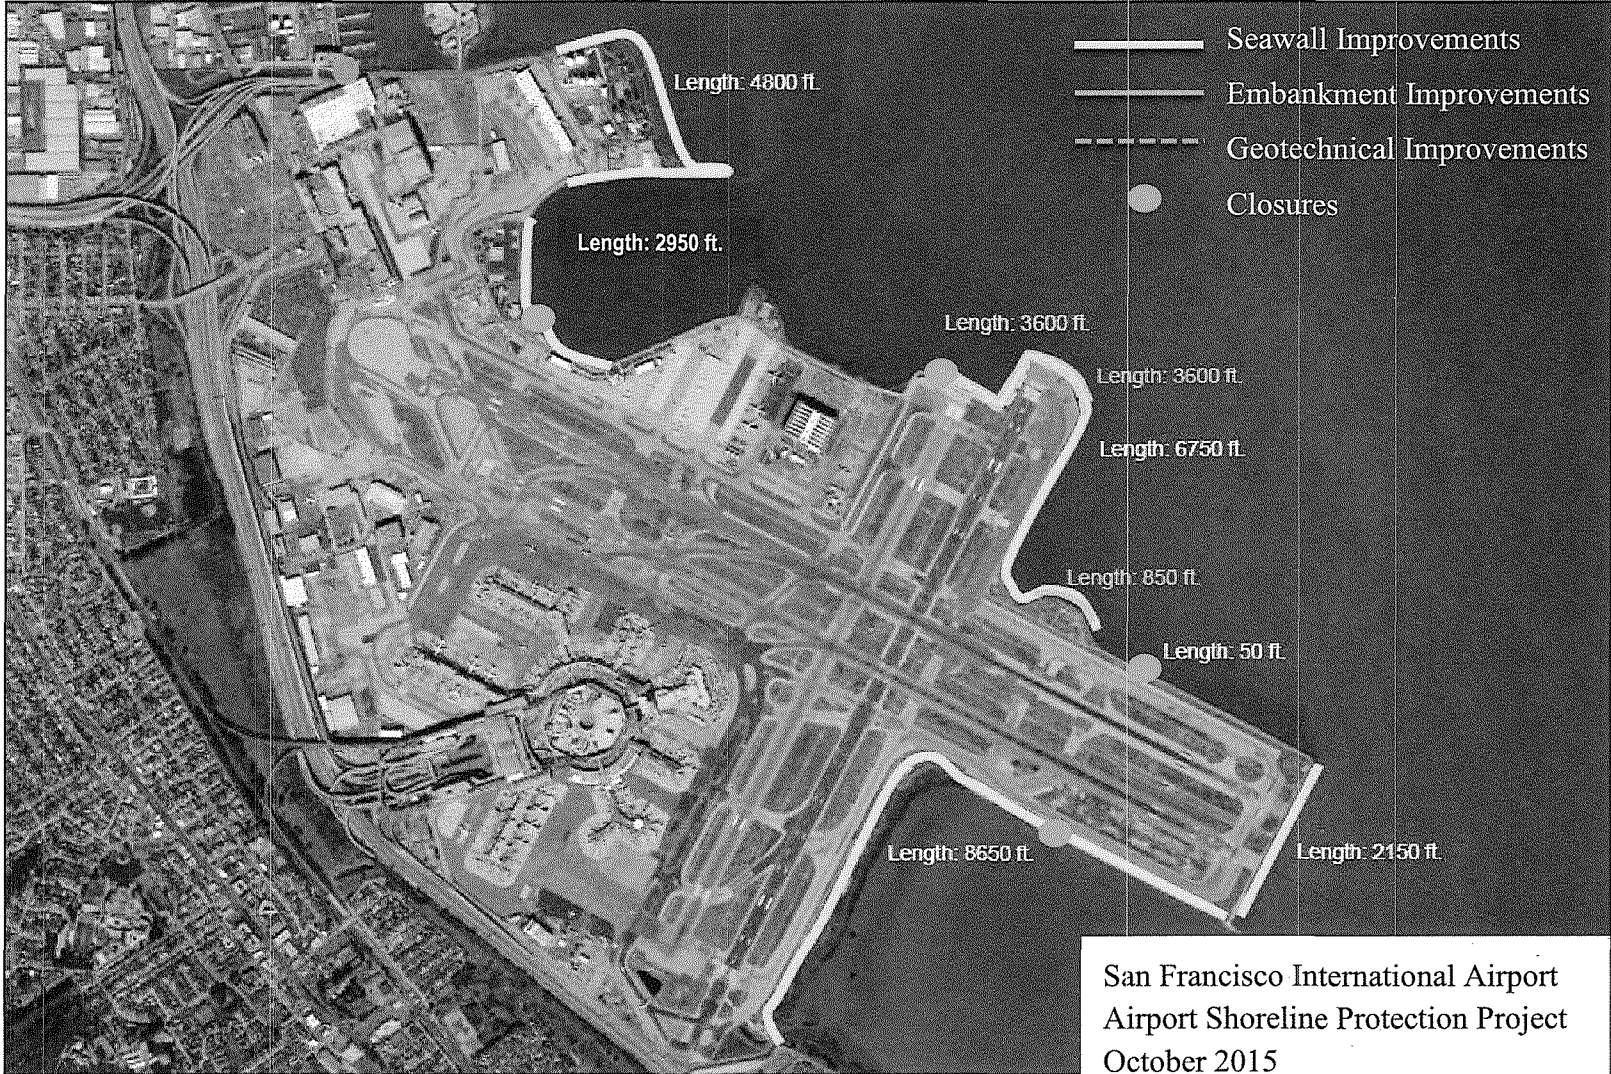 Seawall Improvements
Length: 4800 ft.
Embankment Improvements
Geotechnical Improvements
Closures
Length: 2950 ft.
Length: 3600 ft.
Length: 3600 ft.
Length: 6750 ft.
Length: 850 ft.
Length: 50 ft.
Length: 8650 ft.
Length: 2150 ft.
San Francisco International Airport
Airport Shoreline Protection Project
October 2015